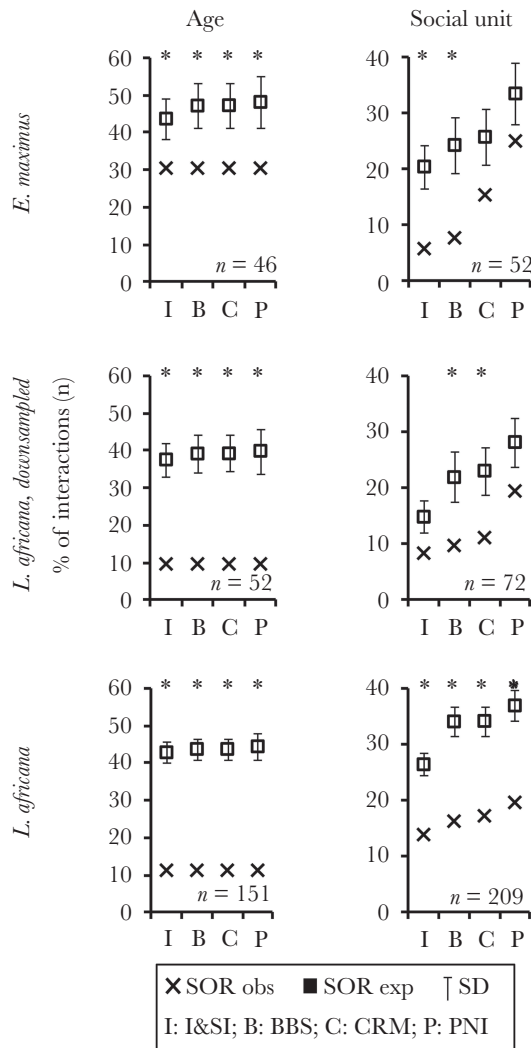 Age
Social unit
E. maximus
60
50
40
30
20
10
0
* * * *
n = 46
I B C P
40
30
20
10
0
* *
n = 52
I B C P
L. africana, downsampled
% of interactions (n)
60
50
40
30
20
10
0
* * * *
n = 52
I B C P
40
30
20
10
0
* *
n = 72
I B C P
L. africana
60
50
40
30
20
10
0
* * * *
n = 151
I B C P
40
30
20
10
0
* * * *
n = 209
I B C P
SOR obs SOR exp SD
I: I&SI; B: BBS; C: CRM; P: PNI